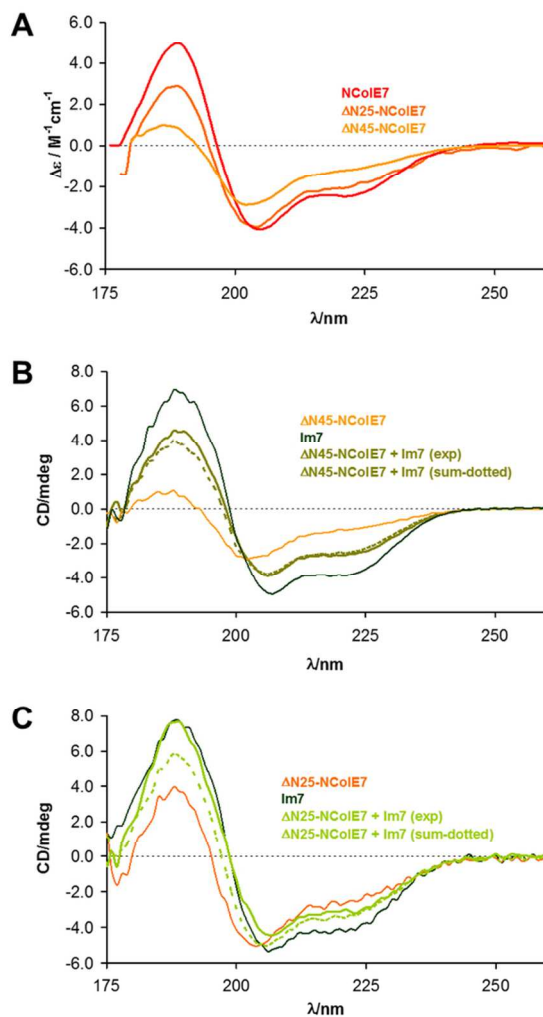 A
6.0
4.0
2.0
0.0
-2.0
-4.0
-6.0
Δε / M⁻¹cm⁻¹
NColE7
ΔN25-NColE7
ΔN45-NColE7
175 200 225 250
λ/nm
B
8.0
6.0
4.0
2.0
0.0
-2.0
-4.0
-6.0
CD/mdeg
ΔN45-NColE7
Im7
ΔN45-NColE7 + Im7 (exp)
ΔN45-NColE7 + Im7 (sum-dotted)
175 200 225 250
λ/nm
C
8.0
6.0
4.0
2.0
0.0
-2.0
-4.0
-6.0
CD/mdeg
ΔN25-NColE7
Im7
ΔN25-NColE7 + Im7 (exp)
ΔN25-NColE7 + Im7 (sum-dotted)
175 200 225 250
λ/nm